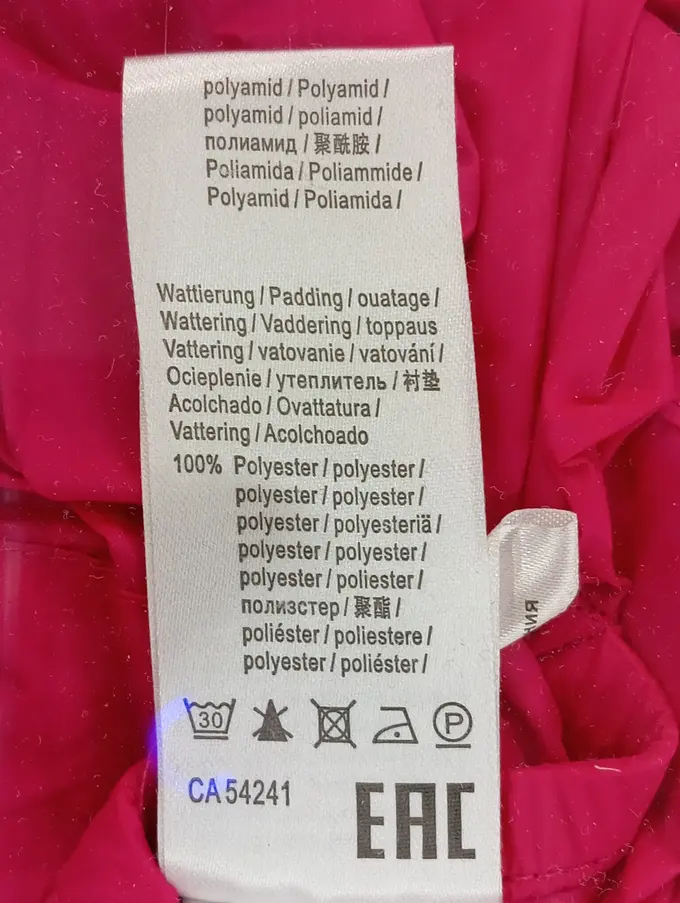 polyamid / Polyamid /
polyamid / poliamid /
полиамид / 聚酰胺 /
Poliamida / Poliammide /
Polyamid / Poliamida /
Wattierung / Padding / ouatage /
Wattering / Vaddering / toppaus
Vattering / vatovanie / vatování /
Ocieplenie / утеплитель / 衬垫
Acolchado / Ovattatura /
Vattering / Acolchoado
100% Polyester / polyester /
polyester / polyester /
polyester / polyesteriä /
polyester / polyester /
polyester / poliester /
полиэстер / 聚酯 /
poliéster / poliestere /
polyester / poliéster /
30
P
CA 54241
EAC